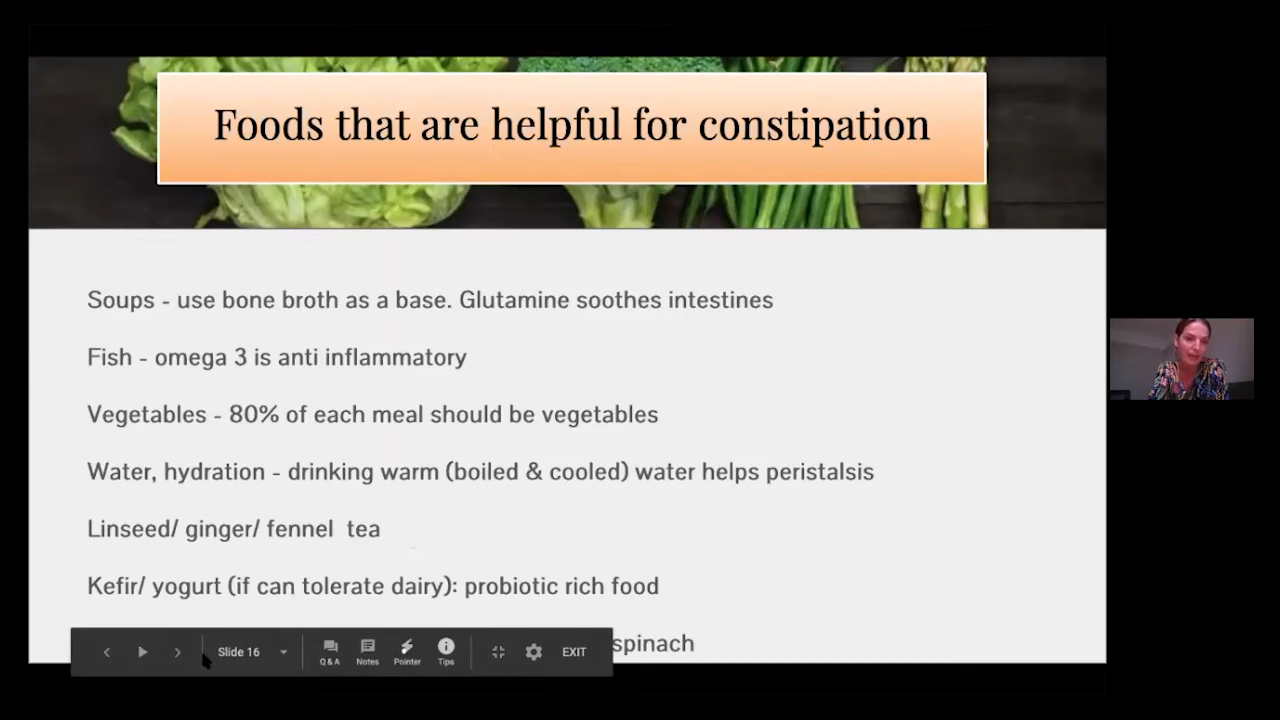 Foods that are helpful for constipation
Soups - use bone broth as a base. Glutamine soothes intestines
Fish - omega 3 is anti inflammatory
Vegetables - 80% of each meal should be vegetables
Water, hydration - drinking warm (boiled & cooled) water helps peristalsis
Linseed/ ginger/ fennel  tea
Kefir/ yogurt (if can tolerate dairy): probiotic rich food
spinach
Slide 16
Q & A
Notes
Pointer
Tips
EXIT